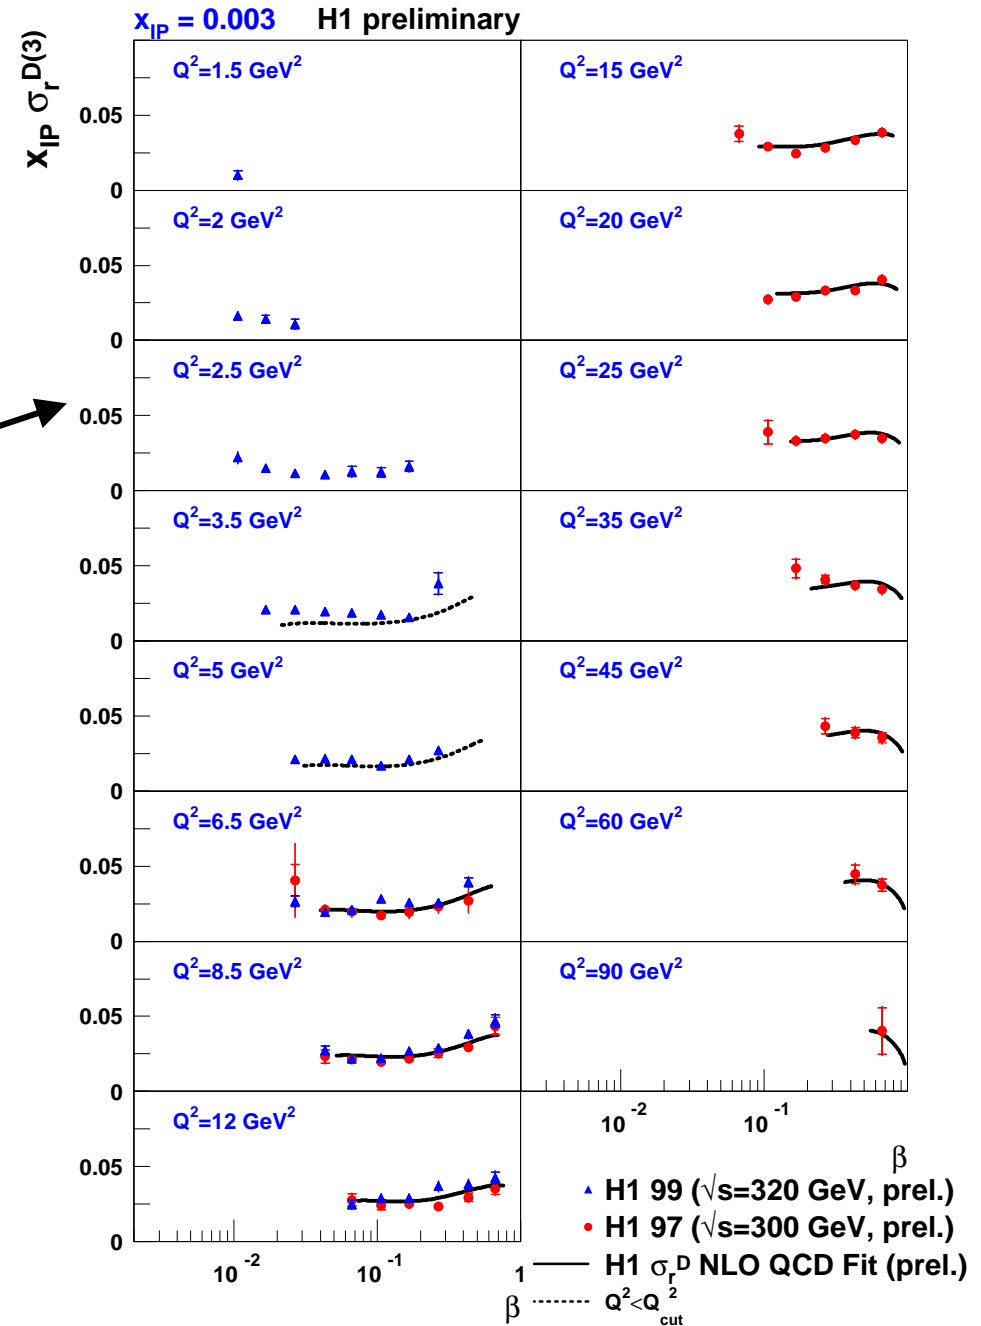 x_IP = 0.003 H1 preliminary
x_IP σ_r^D(3)
Q²=1.5 GeV²
Q²=15 GeV²
0.05
0
Q²=2 GeV²
Q²=20 GeV²
0.05
0
Q²=2.5 GeV²
Q²=25 GeV²
0.05
0
Q²=3.5 GeV²
Q²=35 GeV²
0.05
0
Q²=5 GeV²
Q²=45 GeV²
0.05
0
Q²=6.5 GeV²
Q²=60 GeV²
0.05
0
Q²=8.5 GeV²
Q²=90 GeV²
0.05
0
10^-2 10^-1
β
Q²=12 GeV²
0.05
0
10^-2 10^-1 1
β
H1 99 (√s=320 GeV, prel.)
H1 97 (√s=300 GeV, prel.)
H1 σ_r^D NLO QCD Fit (prel.)
Q²<Q²_cut